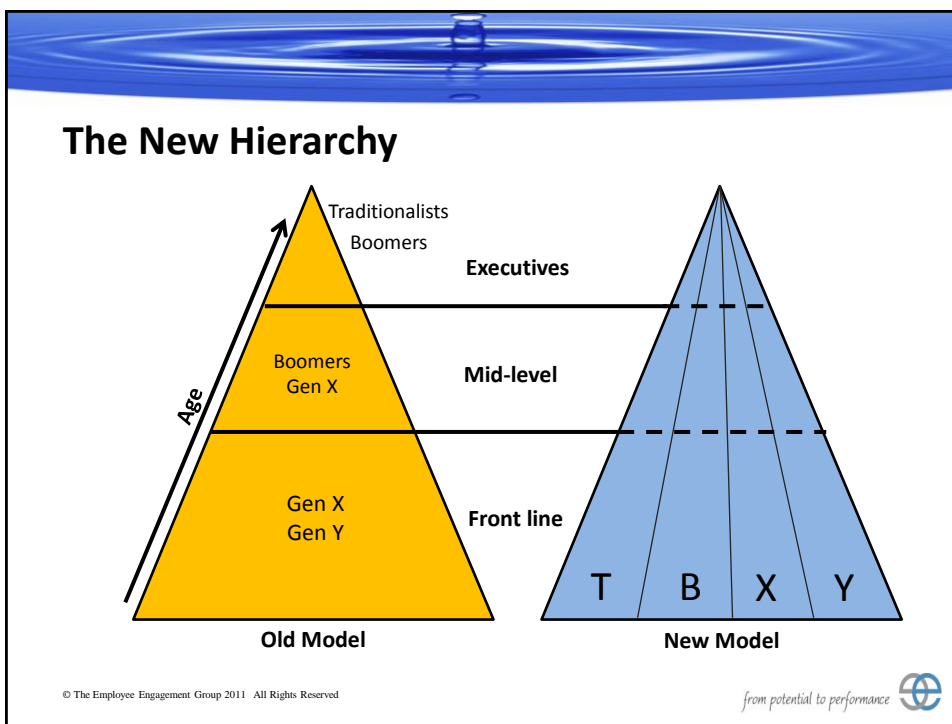 The New Hierarchy
Traditionalists
Boomers
Executives
Boomers
Gen X
Mid-level
Age
Gen X
Gen Y
Front line
T B X Y
Old Model
New Model
© The Employee Engagement Group 2011 All Rights Reserved
from potential to performance